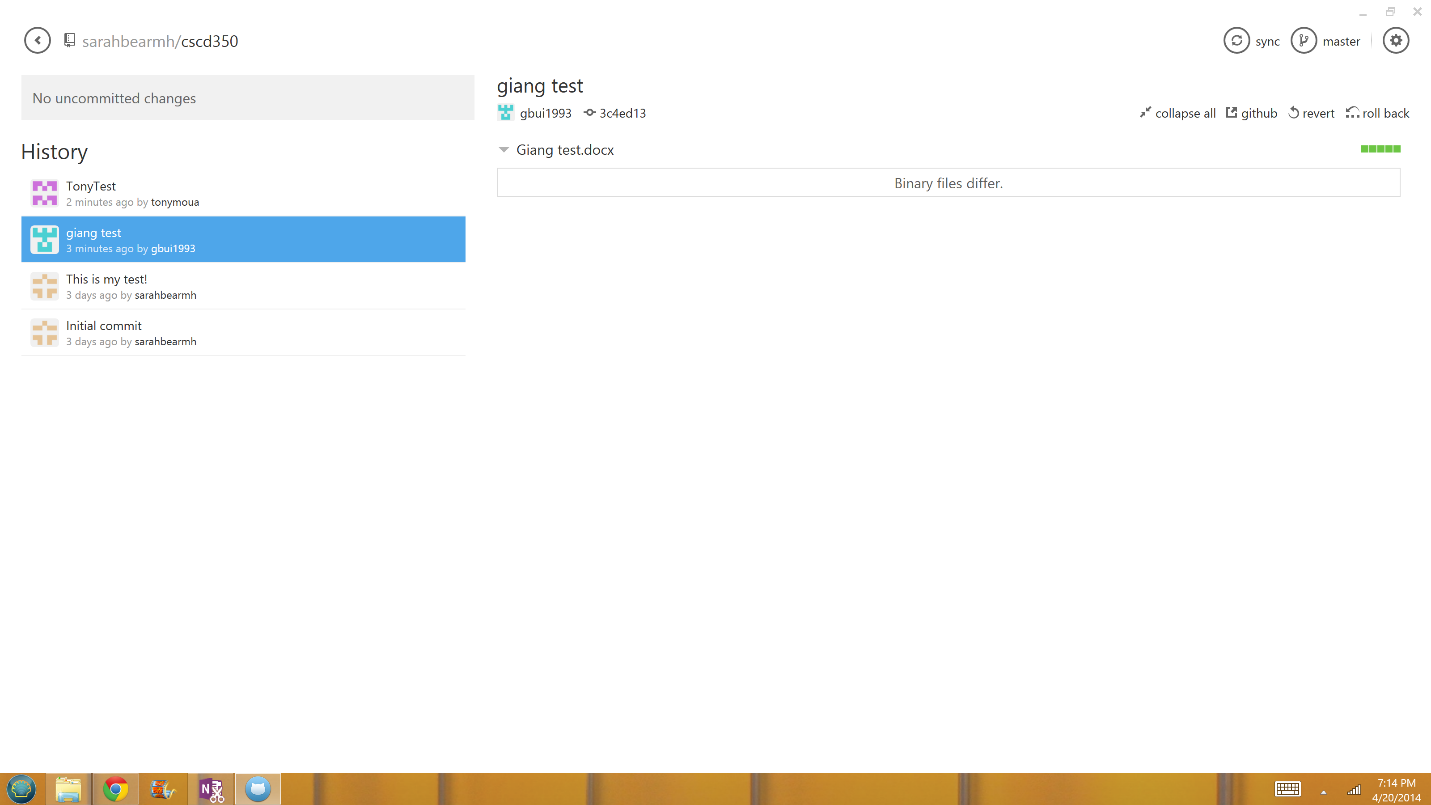 sarahbearmh/cscd350
sync
master
No uncommitted changes
History
TonyTest
2 minutes ago by tonymoua
giang test
3 minutes ago by gbui1993
This is my test!
3 days ago by sarahbearmh
Initial commit
3 days ago by sarahbearmh
giang test
gbui1993 3c4ed13
collapse all github revert roll back
Giang test.docx
Binary files differ.
N
7:14 PM
4/20/2014